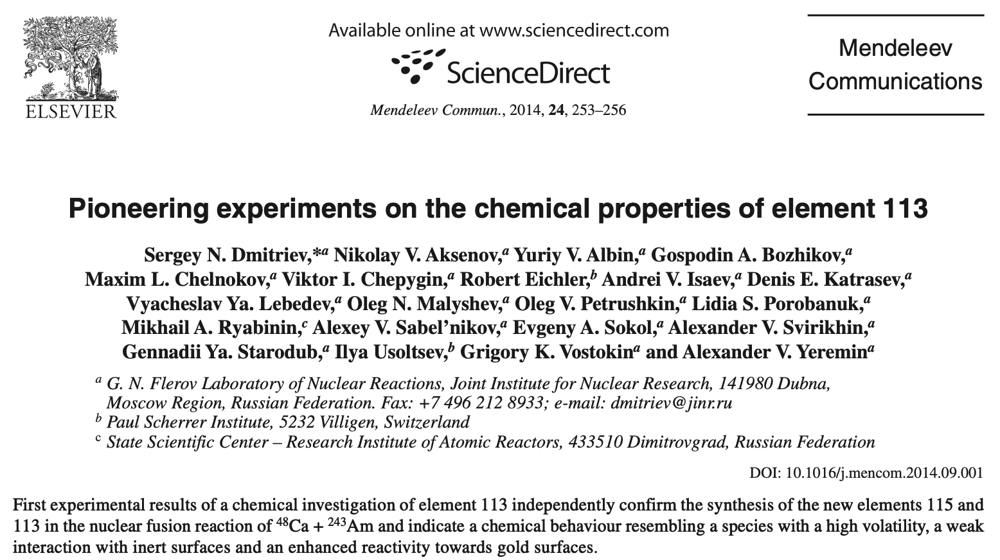 Available online at www.sciencedirect.com
Mendeleev
Communications
ScienceDirect
ELSEVIER
Mendeleev Commun., 2014, 24, 253–256
Pioneering experiments on the chemical properties of element 113
Sergey N. Dmitriev,*a Nikolay V. Aksenov,a Yuriy V. Albin,a Gospodin A. Bozhikov,a
Maxim L. Chelnokov,a Viktor I. Chepygin,a Robert Eichler,b Andrei V. Isaev,a Denis E. Katrasev,a
Vyacheslav Ya. Lebedev,a Oleg N. Malyshev,a Oleg V. Petrushkin,a Lidia S. Porobanuk,a
Mikhail A. Ryabinin,c Alexey V. Sabel’nikov,a Evgeny A. Sokol,a Alexander V. Svirikhin,a
Gennadii Ya. Starodub,a Ilya Usoltsev,b Grigory K. Vostokina and Alexander V. Yeremina
a G. N. Flerov Laboratory of Nuclear Reactions, Joint Institute for Nuclear Research, 141980 Dubna,
Moscow Region, Russian Federation. Fax: +7 496 212 8933; e-mail: dmitriev@jinr.ru
b Paul Scherrer Institute, 5232 Villigen, Switzerland
c State Scientific Center – Research Institute of Atomic Reactors, 433510 Dimitrovgrad, Russian Federation
DOI: 10.1016/j.mencom.2014.09.001
First experimental results of a chemical investigation of element 113 independently confirm the synthesis of the new elements 115 and
113 in the nuclear fusion reaction of 48Ca + 243Am and indicate a chemical behaviour resembling a species with a high volatility, a weak
interaction with inert surfaces and an enhanced reactivity towards gold surfaces.